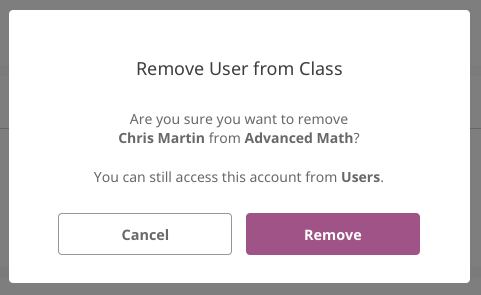 Remove User from Class
Are you sure you want to remove
Chris Martin from Advanced Math?
You can still access this account from Users.
Cancel
Remove